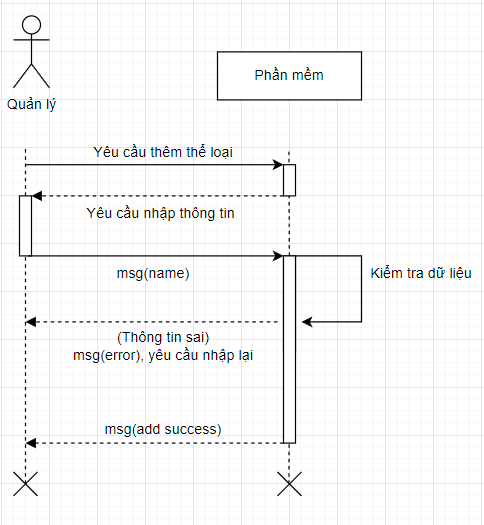 Phần mềm
Quản lý
Yêu cầu thêm thể loại
Yêu cầu nhập thông tin
msg(name)
Kiểm tra dữ liệu
(Thông tin sai)
msg(error), yêu cầu nhập lại
msg(add success)